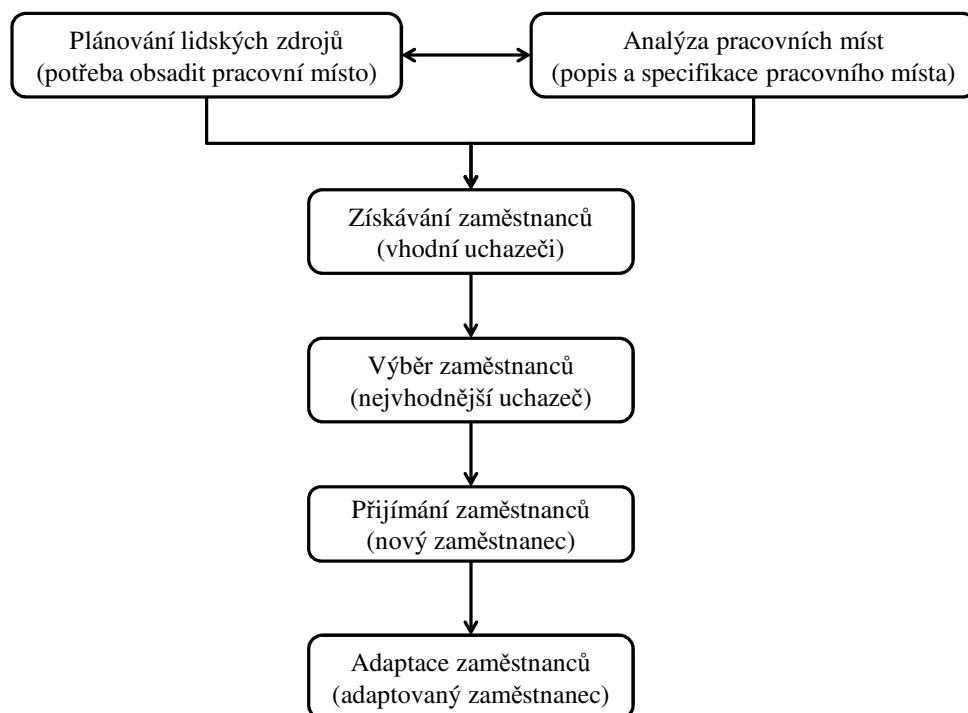 Plánování lidských zdrojů
(potřeba obsadit pracovní místo)
Analýza pracovních míst
(popis a specifikace pracovního místa)
Získávání zaměstnanců
(vhodní uchazeči)
Výběr zaměstnanců
(nejvhodnější uchazeč)
Přijímání zaměstnanců
(nový zaměstnanec)
Adaptace zaměstnanců
(adaptovaný zaměstnanec)